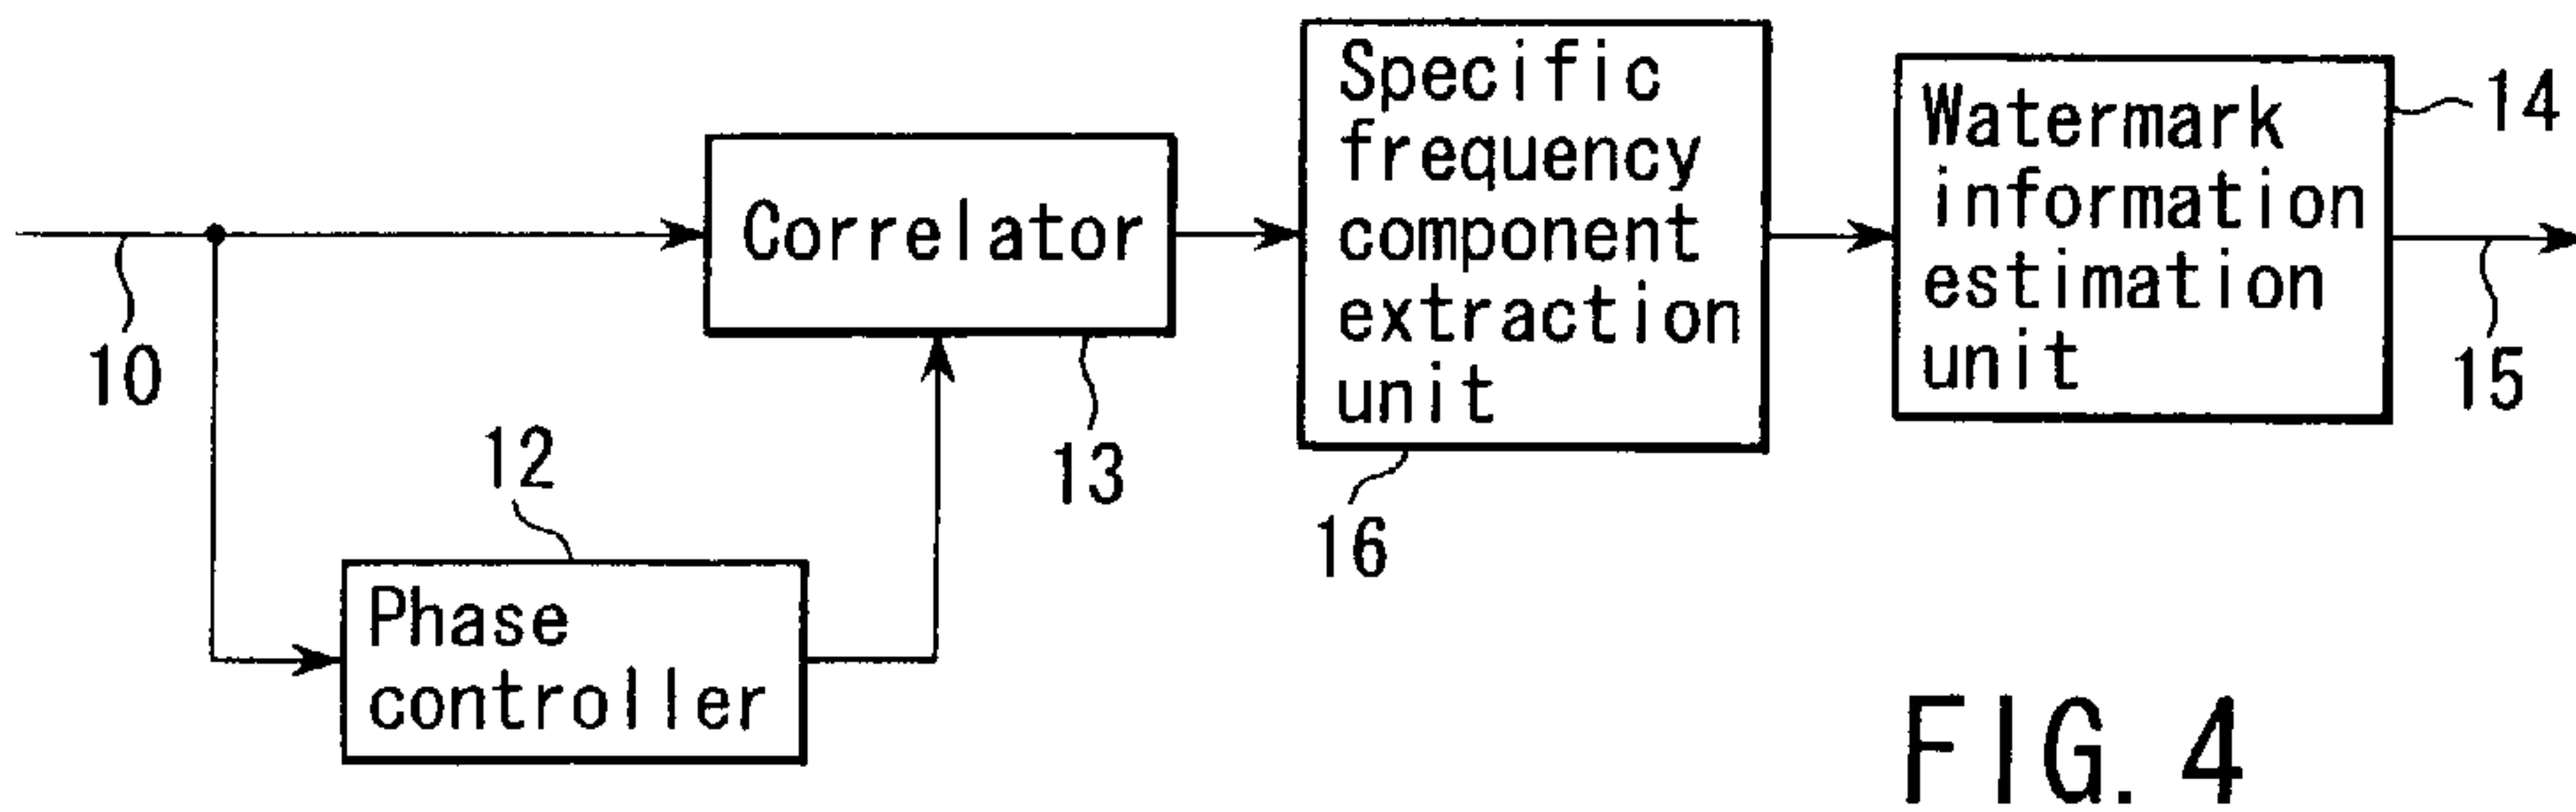 10
Correlator
13
Specific
frequency
component
extraction
unit
16
Watermark
information
estimation
unit
14
15
12
Phase
controller
FIG. 4